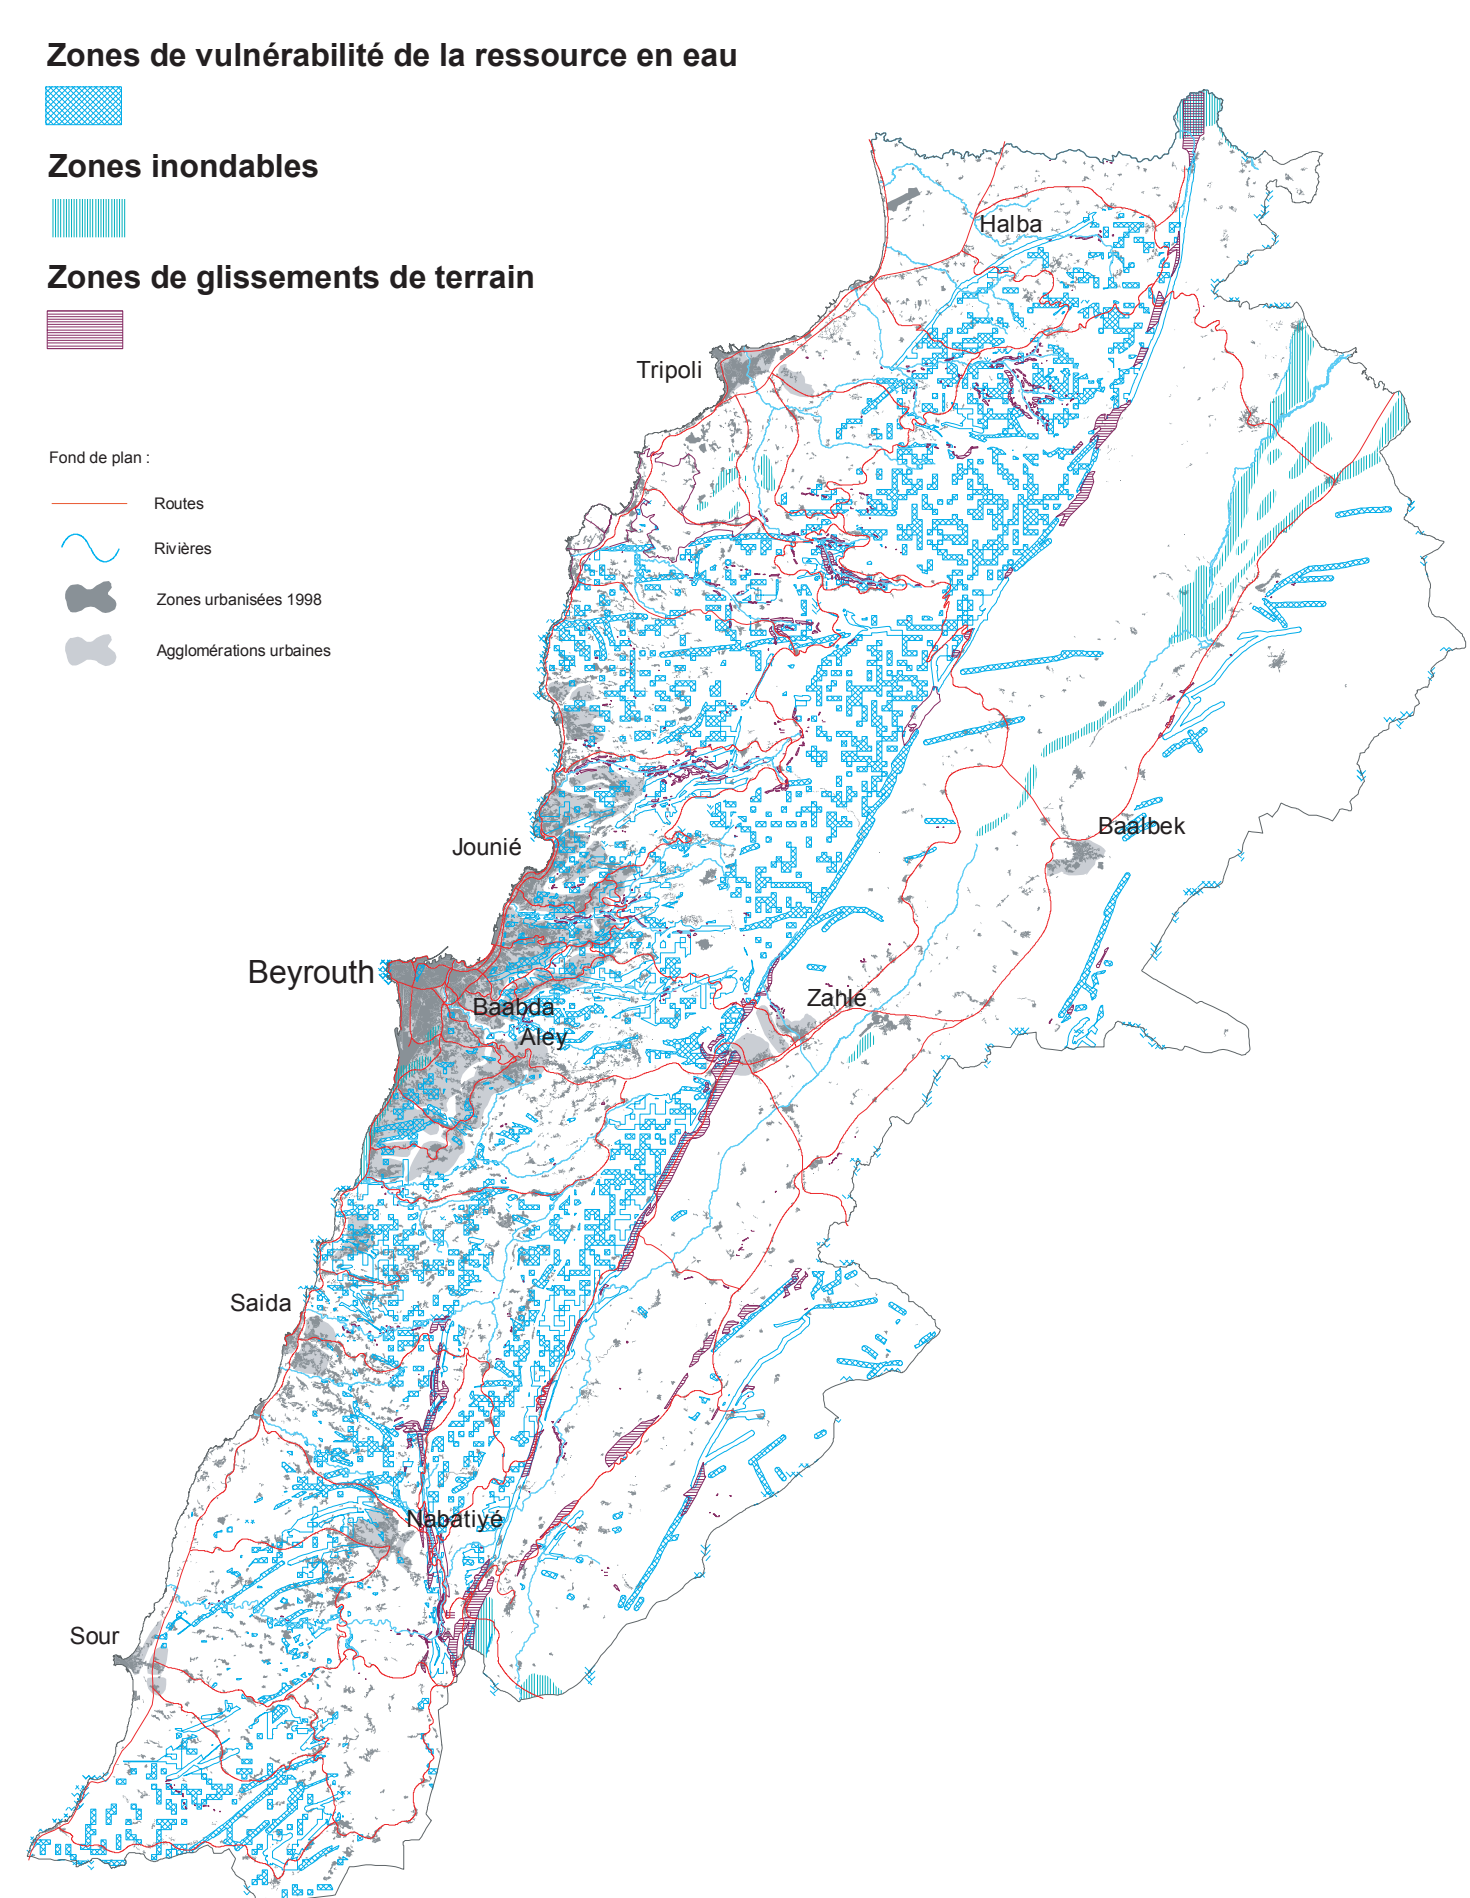 Zones de vulnérabilité de la ressource en eau
Zones inondables
Zones de glissements de terrain
Fond de plan :
Routes
Rivières
Zones urbanisées 1998
Agglomérations urbaines
Halba
Tripoli
Baalbek
Jounié
Beyrouth
Zahlé
Baabda
Aley
Saida
Nabatiyé
Sour